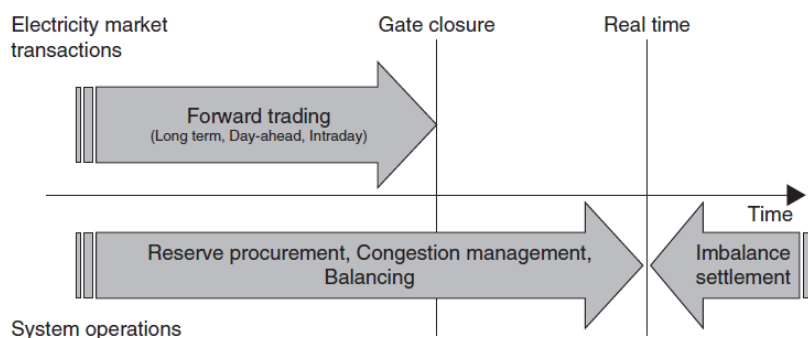 Electricity market
transactions
Gate closure
Real time
Forward trading
(Long term, Day-ahead, Intraday)
Time
Reserve procurement, Congestion management,
Balancing
Imbalance
settlement
System operations